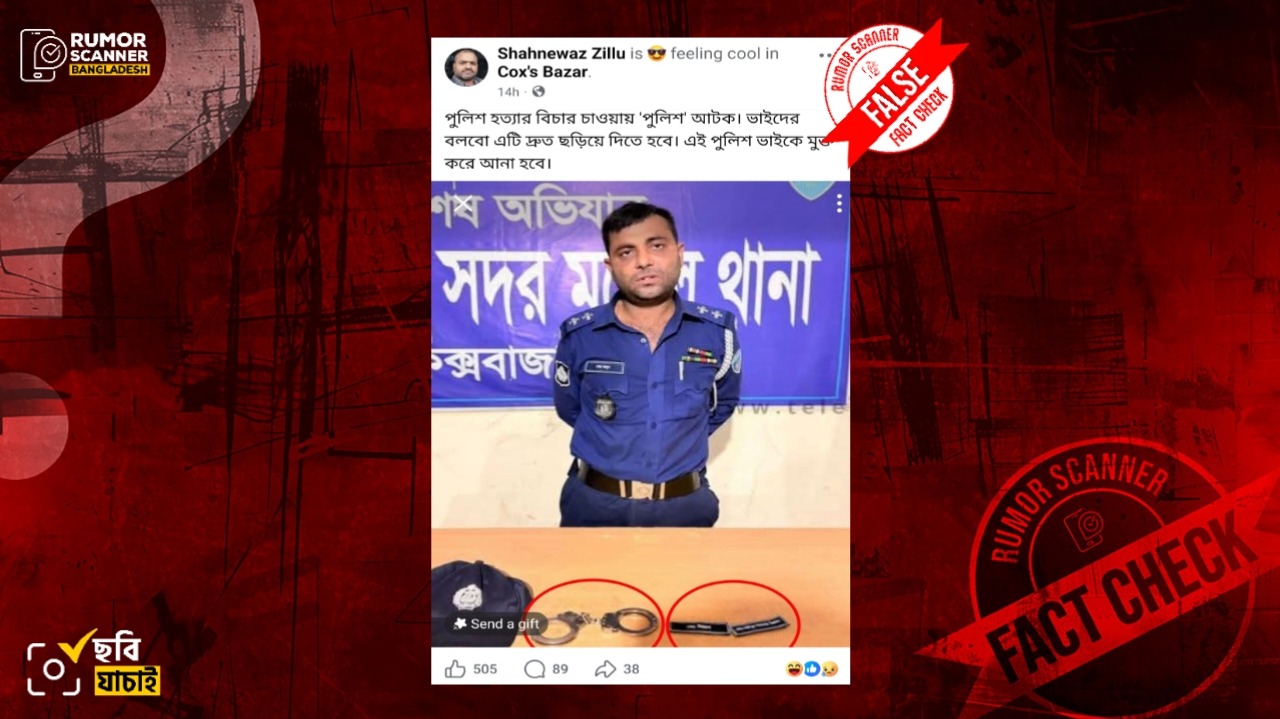 RUMOR
SCANNER
BANGLADESH
Shahnewaz Zillu is 😎 feeling cool in
Cox's Bazar.
14h
পুলিশ হত্যার বিচার চাওয়ায় 'পুলিশ' আটক। ভাইদের
বলবো এটি দ্রুত ছড়িয়ে দিতে হবে। এই পুলিশ ভাইকে
করে আনা হবে।
RUMOR SCANNER
FALSE
FACT CHECK
সদর থানা
Send a gift
505
89
38
RUMOR SCANNER
FACT CHECK
ছবি
যাচাই